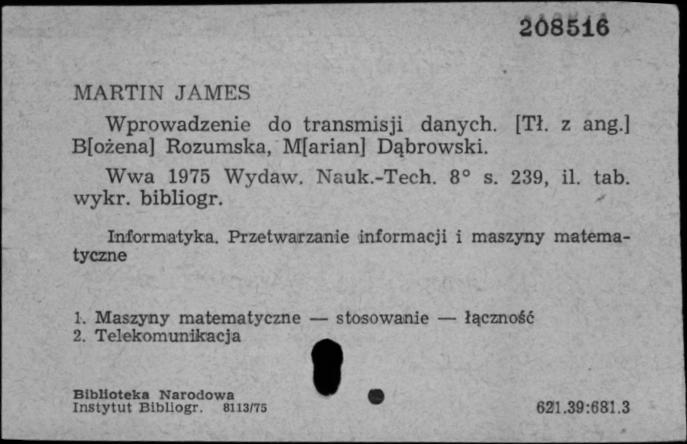 208516
MARTIN JAMES
Wprowadzenie do transmisji danych. [Tł. z ang.]
B[ożena] Rozumska, M[arian] Dąbrowski.
Wwa 1975 Wydaw. Nauk.-Tech. 8° s. 239, il. tab.
wykr. bibliogr.
Informatyka. Przetwarzanie informacji i maszyny matema-
tyczne
1. Maszyny matematyczne — stosowanie — łączność
2. Telekomunikacja
Biblioteka Narodowa
Instytut Bibliogr. 8113/75
621.39:681.3